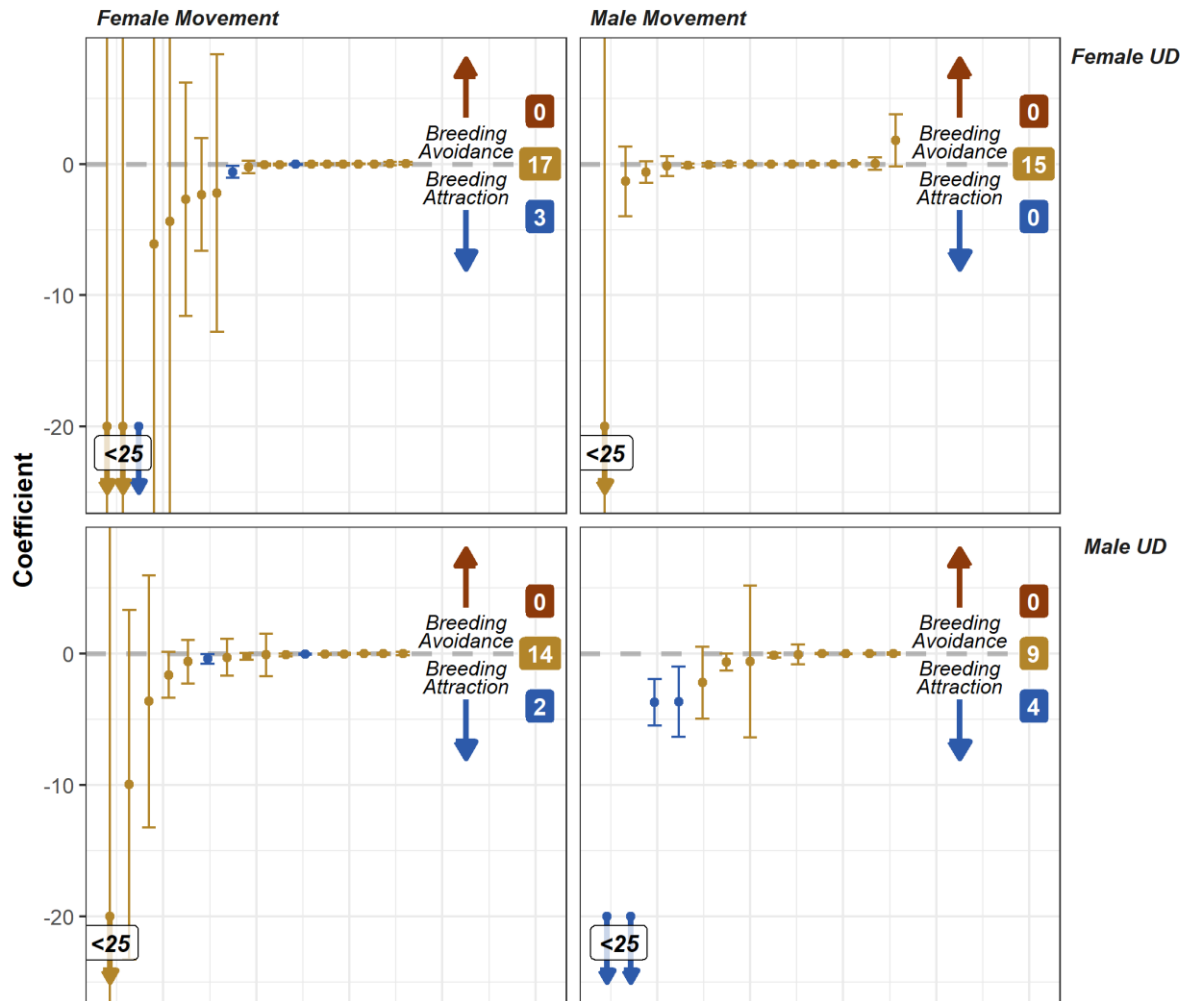 Female Movement
Male Movement
Female UD
Male UD
Coefficient
0
-10
-20
Breeding
Avoidance
Breeding
Attraction
0
17
3
<25
Breeding
Avoidance
Breeding
Attraction
0
15
0
<25
0
-10
-20
Breeding
Avoidance
Breeding
Attraction
0
14
2
<25
Breeding
Avoidance
Breeding
Attraction
0
9
4
<25